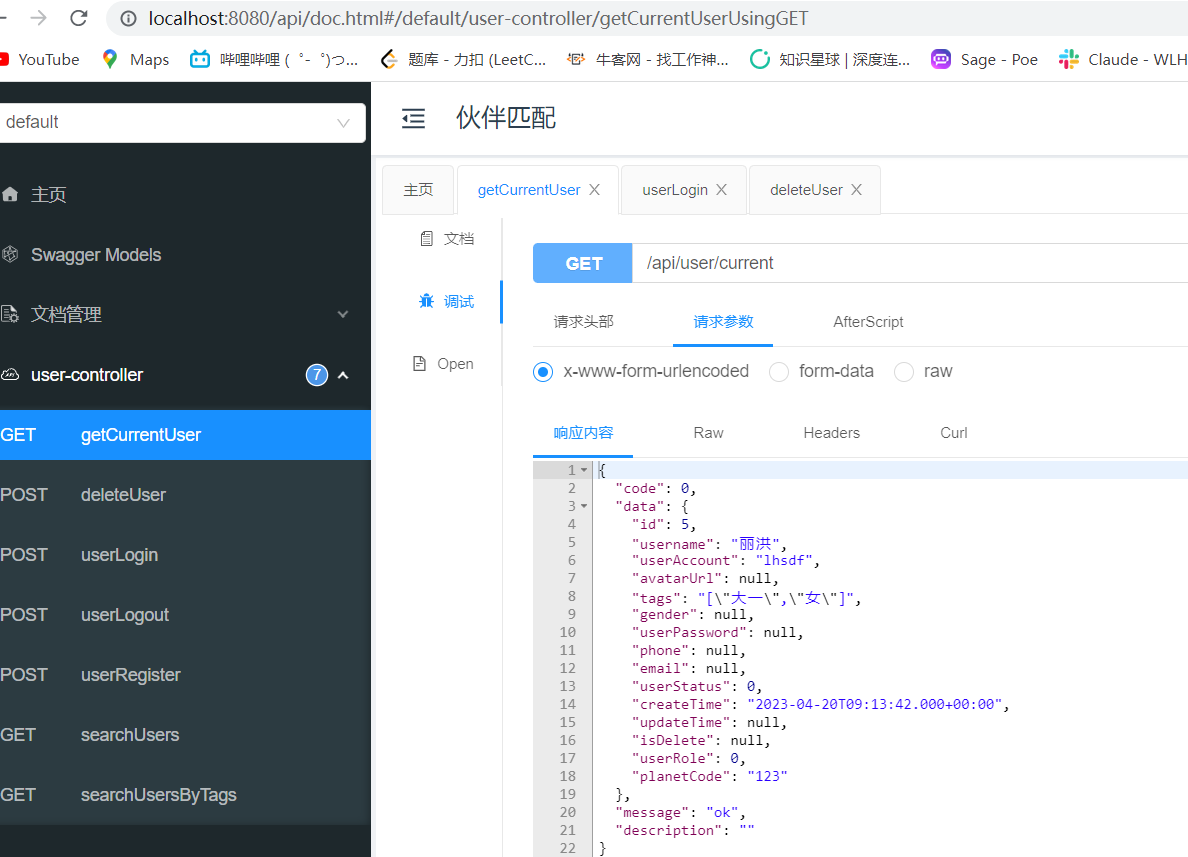 localhost:8080/api/doc.html#/default/user-controller/getCurrentUserUsingGET
YouTube Maps 哔哩哔哩 (゜-゜)つ... 题库 - 力扣 (LeetC... 牛客网 - 找工作神... 知识星球 | 深度连... Sage - Poe Claude - WLH
default
伙伴匹配
主页
Swagger Models
文档管理
user-controller 7
GET getCurrentUser
POST deleteUser
POST userLogin
POST userLogout
POST userRegister
GET searchUsers
GET searchUsersByTags
主页 getCurrentUser userLogin deleteUser
文档
调试
Open
GET /api/user/current
请求头部 请求参数 AfterScript
x-www-form-urlencoded form-data raw
响应内容 Raw Headers Curl
1 {
2 "code": 0,
3 "data": {
4 "id": 5,
5 "username": "丽洪",
6 "userAccount": "lhsdf",
7 "avatarUrl": null,
8 "tags": "[\"大一\",\"女\"]",
9 "gender": null,
10 "userPassword": null,
11 "phone": null,
12 "email": null,
13 "userStatus": 0,
14 "createTime": "2023-04-20T09:13:42.000+00:00",
15 "updateTime": null,
16 "isDelete": null,
17 "userRole": 0,
18 "planetCode": "123"
19 },
20 "message": "ok",
21 "description": ""
22 }